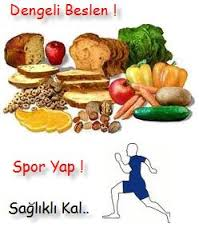 Dengeli Beslen !
Spor Yap !
Sağlıklı Kal..